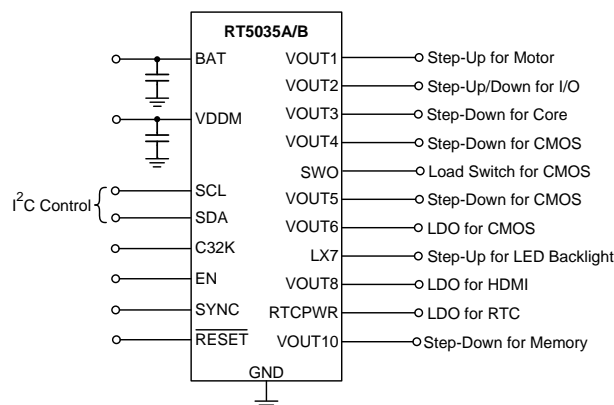 RT5035A/B
BAT
VDDM
I2C Control
SCL
SDA
C32K
EN
SYNC
RESET
VOUT1
VOUT2
VOUT3
VOUT4
SWO
VOUT5
VOUT6
LX7
VOUT8
RTCPWR
VOUT10
GND
Step-Up for Motor
Step-Up/Down for I/O
Step-Down for Core
Step-Down for CMOS
Load Switch for CMOS
Step-Down for CMOS
LDO for CMOS
Step-Up for LED Backlight
LDO for HDMI
LDO for RTC
Step-Down for Memory